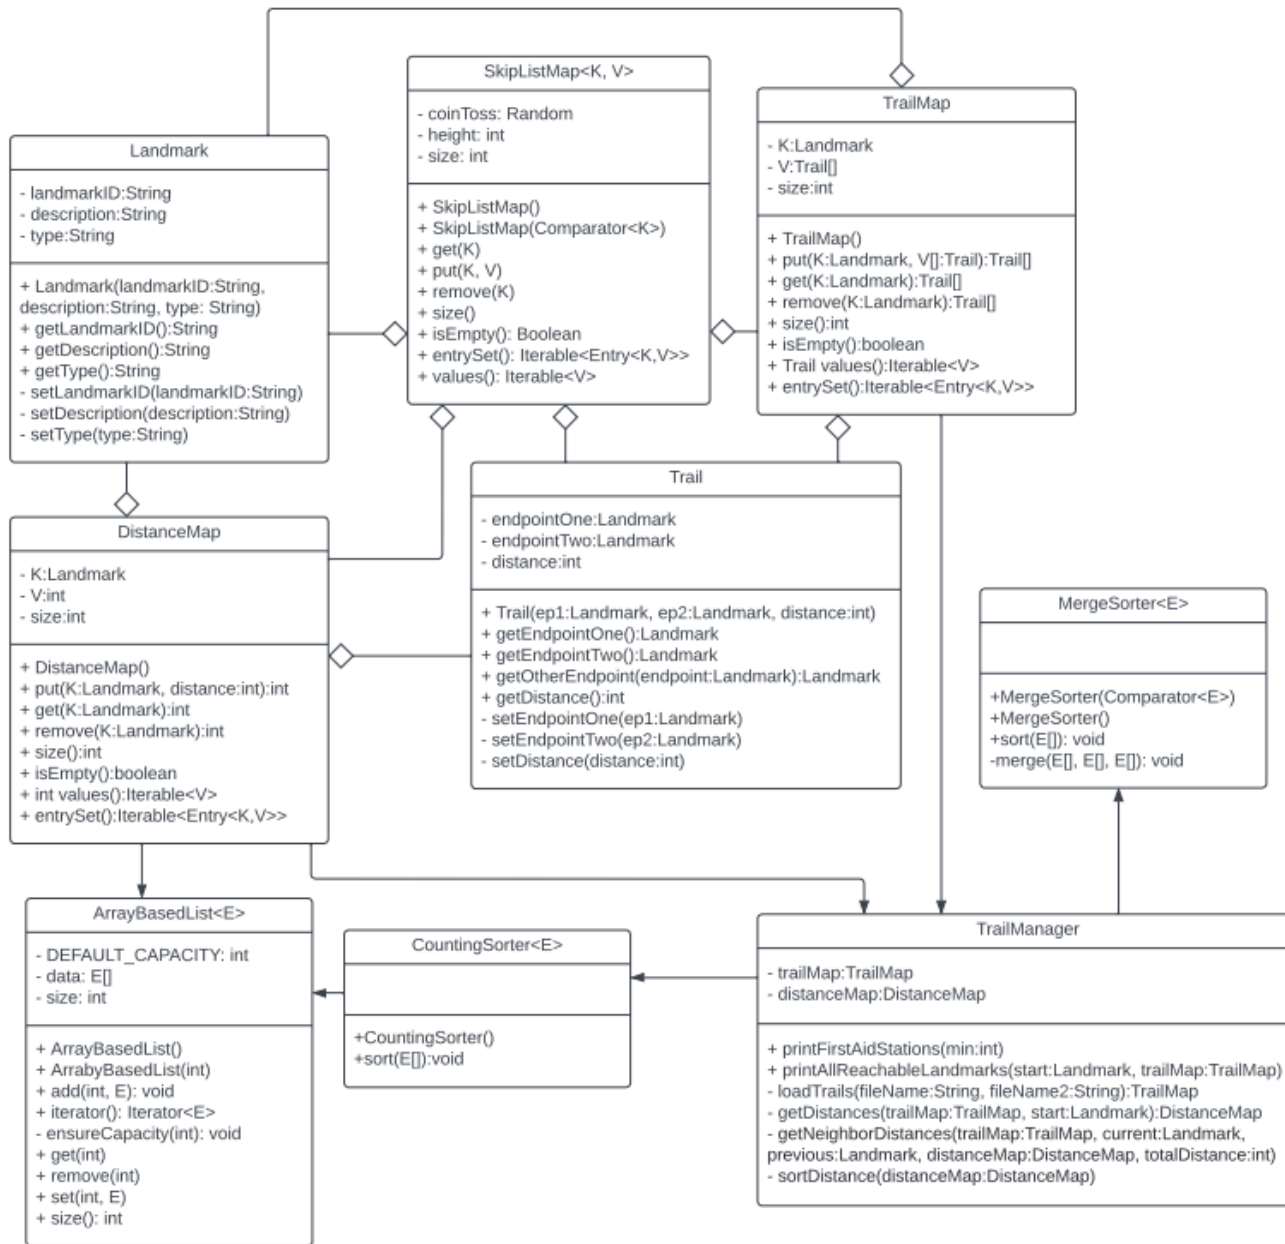 SkipListMap<K, V>
- coinToss: Random
- height: int
- size: int
+ SkipListMap()
+ SkipListMap(Comparator<K>)
+ get(K)
+ put(K, V)
+ remove(K)
+ size()
+ isEmpty(): Boolean
+ entrySet(): Iterable<Entry<K,V>>
+ values(): Iterable<V>
TrailMap
- K:Landmark
- V:Trail[]
- size:int
+ TrailMap()
+ put(K:Landmark, V[]:Trail):Trail[]
+ get(K:Landmark):Trail[]
+ remove(K:Landmark):Trail[]
+ size():int
+ isEmpty():boolean
+ Trail values():Iterable<V>
+ entrySet():Iterable<Entry<K,V>>
Landmark
- landmarkID:String
- description:String
- type:String
+ Landmark(landmarkID:String,
description:String, type: String)
+ getLandmarkID():String
+ getDescription():String
+ getType():String
- setLandmarkID(landmarkID:String)
- setDescription(description:String)
- setType(type:String)
Trail
- endpointOne:Landmark
- endpointTwo:Landmark
- distance:int
+ Trail(ep1:Landmark, ep2:Landmark, distance:int)
+ getEndpointOne():Landmark
+ getEndpointTwo():Landmark
+ getOtherEndpoint(endpoint:Landmark):Landmark
+ getDistance():int
- setEndpointOne(ep1:Landmark)
- setEndpointTwo(ep2:Landmark)
- setDistance(distance:int)
DistanceMap
- K:Landmark
- V:int
- size:int
+ DistanceMap()
+ put(K:Landmark, distance:int):int
+ get(K:Landmark):int
+ remove(K:Landmark):int
+ size():int
+ isEmpty():boolean
+ int values():Iterable<V>
+ entrySet():Iterable<Entry<K,V>>
MergeSorter<E>
+MergeSorter(Comparator<E>)
+MergeSorter()
+sort(E[]): void
-merge(E[], E[], E[]): void
ArrayBasedList<E>
- DEFAULT_CAPACITY: int
- data: E[]
- size: int
+ ArrayBasedList()
+ ArrabyBasedList(int)
+ add(int, E): void
+ iterator(): Iterator<E>
- ensureCapacity(int): void
+ get(int)
+ remove(int)
+ set(int, E)
+ size(): int
CountingSorter<E>
+CountingSorter()
+sort(E[]):void
TrailManager
- trailMap:TrailMap
- distanceMap:DistanceMap
+ printFirstAidStations(min:int)
+ printAllReachableLandmarks(start:Landmark, trailMap:TrailMap)
- loadTrails(fileName:String, fileName2:String):TrailMap
- getDistances(trailMap:TrailMap, start:Landmark):DistanceMap
- getNeighborDistances(trailMap:TrailMap, current:Landmark,
previous:Landmark, distanceMap:DistanceMap, totalDistance:int)
- sortDistance(distanceMap:DistanceMap)